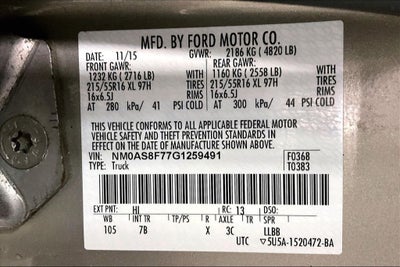 MFD. BY FORD MOTOR CO.
DATE: 11/15 GVWR: 2186 KG ( 4820 LB)
FRONT GAWR: REAR GAWR:
1232 KG ( 2716 LB) 1160 KG ( 2558 LB)
215/55R16 XL 97H TIRES 215/55R16 XL 97H TIRES
16x6.5J RIMS 16x6.5J RIMS
AT 280 kPa/ 41 PSI COLD AT 300 kPa/ 44 PSI COLD
THIS VEHICLE CONFORMS TO ALL APPLICABLE FEDERAL MOTOR
VEHICLE SAFETY AND THEFT PREVENTION STANDARDS IN EFFECT ON THE
DATE OF MANUFACTURE SHOWN ABOVE.
VIN: NM0AS8F77G1259491 F0368
TYPE: Truck T0383
EXT PNT: HI RC: 13 DSO:
WB INT TR TP/PS R AXLE TR SPR
105 7B X 3C LLBB
UTC ▽5U5A-1520472-BA